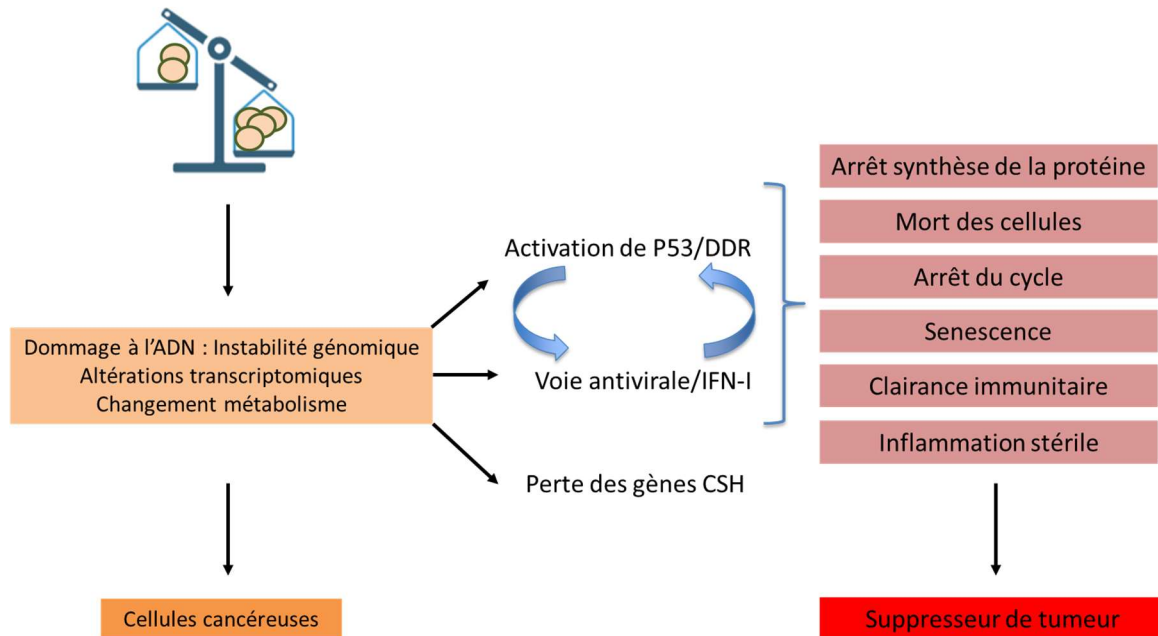 Arrêt synthèse de la protéine
Mort des cellules
Activation de P53/DDR
Arrêt du cycle
Dommage à l'ADN : Instabilité génomique
Altérations transcriptomiques
Changement métabolisme
Senescence
Voie antivirale/IFN-I
Clairance immunitaire
Inflammation stérile
Perte des gènes CSH
Cellules cancéreuses
Suppresseur de tumeur